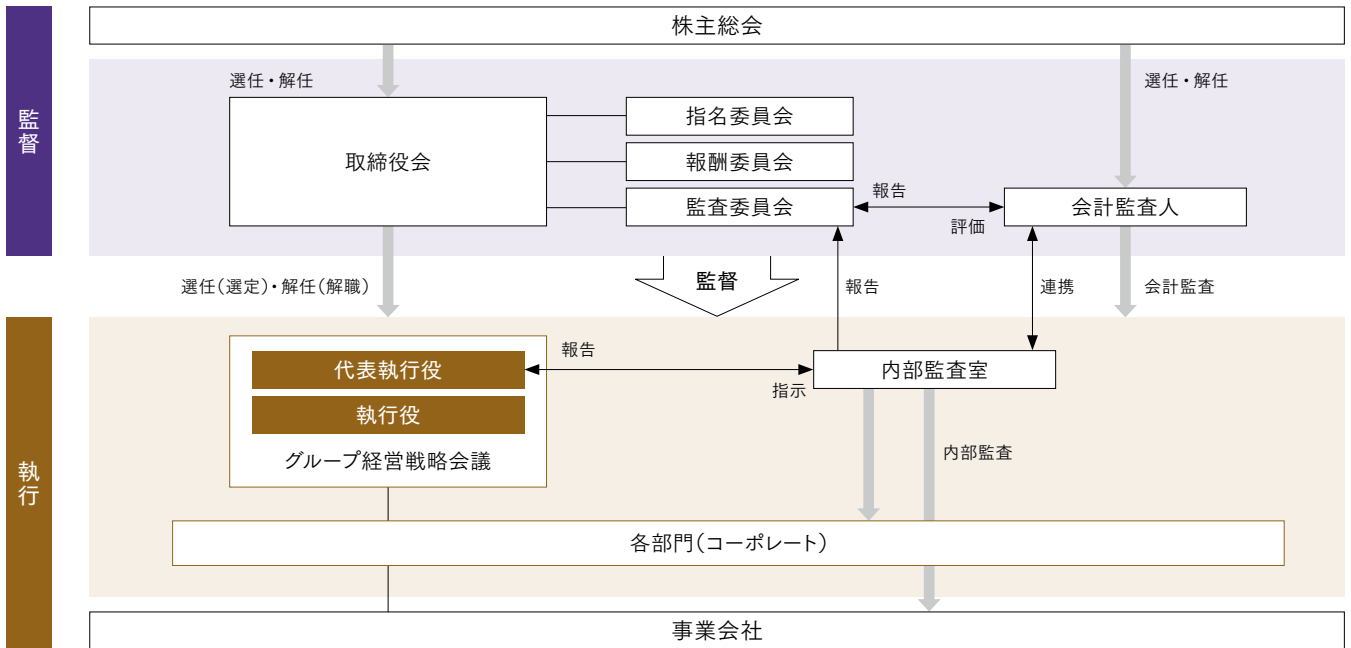 株主総会
監督
選任・解任
選任・解任
取締役会
指名委員会
報酬委員会
監査委員会
報告
評価
会計監査人
選任（選定）・解任（解職）
監督
報告
連携
会計監査
執行
代表執行役
執行役
グループ経営戦略会議
報告
指示
内部監査室
内部監査
各部門（コーポレート）
事業会社